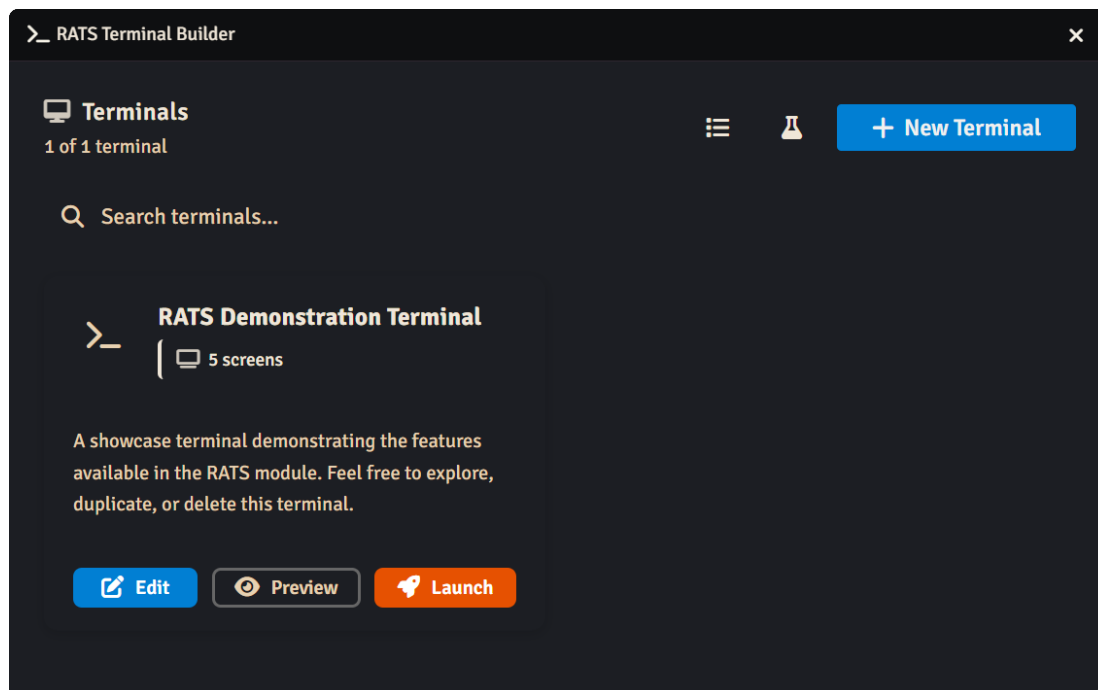 RATS Terminal Builder
Terminals
1 of 1 terminal
New Terminal
Search terminals...
RATS Demonstration Terminal
5 screens
A showcase terminal demonstrating the features
available in the RATS module. Feel free to explore,
duplicate, or delete this terminal.
Edit
Preview
Launch